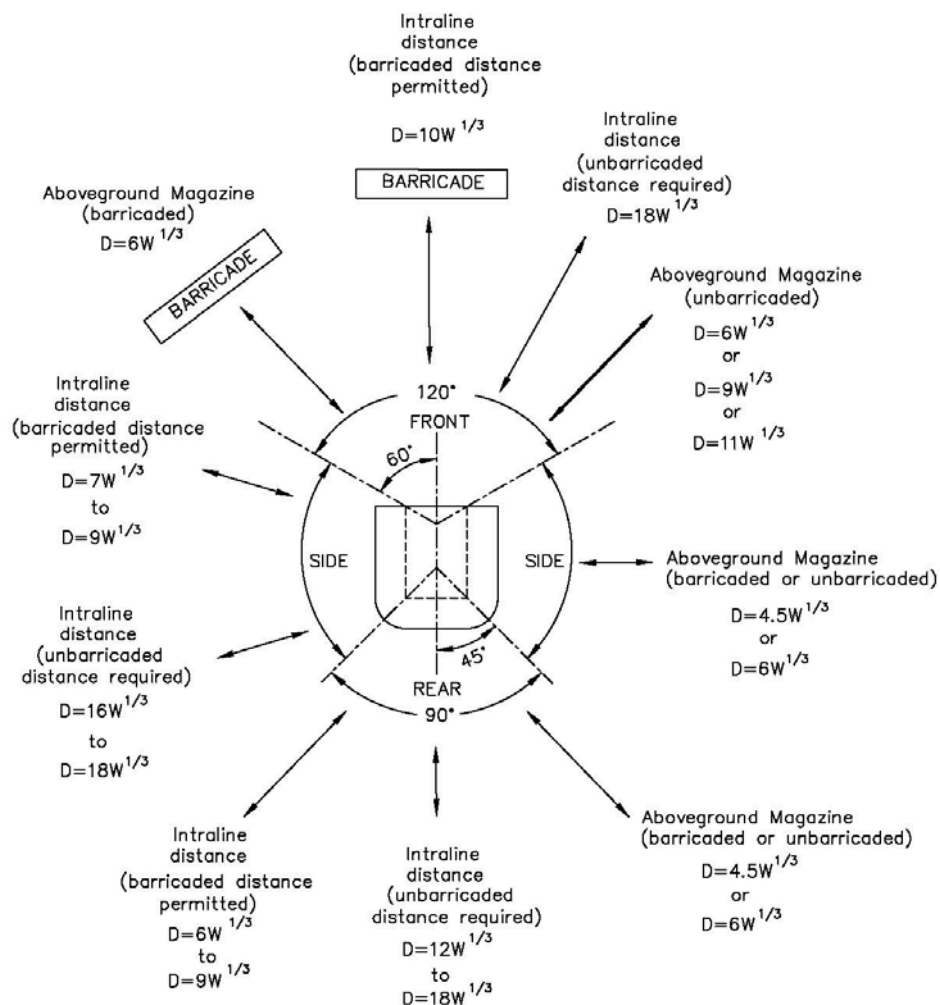 Intraline
distance
(barricaded distance
permitted)
D=10W 1/3
BARRICADE
Intraline
distance
(unbarricaded
distance required)
D=18W 1/3
Aboveground Magazine
(barricaded)
D=6W 1/3
BARRICADE
Aboveground Magazine
(unbarricaded)
D=6W 1/3
or
D=9W 1/3
or
D=11W 1/3
Intraline
distance
(barricaded distance
permitted)
D=7W 1/3
to
D=9W 1/3
120°
FRONT
60°
SIDE
SIDE
45°
REAR
90°
Aboveground Magazine
(barricaded or unbarricaded)
D=4.5W 1/3
or
D=6W 1/3
Intraline
distance
(unbarricaded
distance required)
D=16W 1/3
to
D=18W 1/3
Intraline
distance
(barricaded distance
permitted)
D=6W 1/3
to
D=9W 1/3
Intraline
distance
(unbarricaded
distance required)
D=12W 1/3
to
D=18W 1/3
Aboveground Magazine
(barricaded or unbarricaded)
D=4.5W 1/3
or
D=6W 1/3